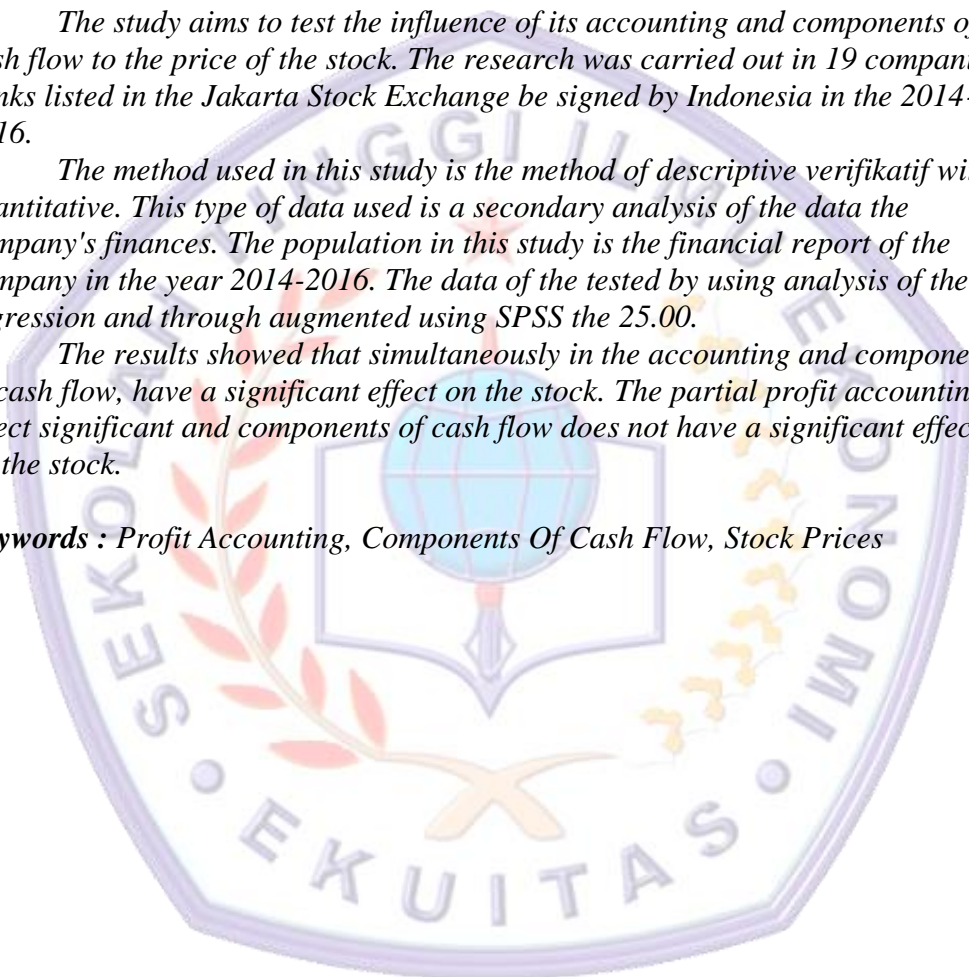 The study aims to test the influence of its accounting and components of
sh flow to the price of the stock. The research was carried out in 19 compan
nks listed in the Jakarta Stock Exchange be signed by Indonesia in the 2014-
16.
The method used in this study is the method of descriptive verifikatif wi
antitative. This type of data used is a secondary analysis of the data the
mpany's finances. The population in this study is the financial report of the
mpany in the year 2014-2016. The data of the tested by using analysis of the
gression and through augmented using SPSS the 25.00.
The results showed that simultaneously in the accounting and compone
cash flow, have a significant effect on the stock. The partial profit accountin
ect significant and components of cash flow does not have a significant effec
the stock.
ywords : Profit Accounting, Components Of Cash Flow, Stock Prices
SEKOLAH TINGGI ILMU EKONOMI
EKUITAS